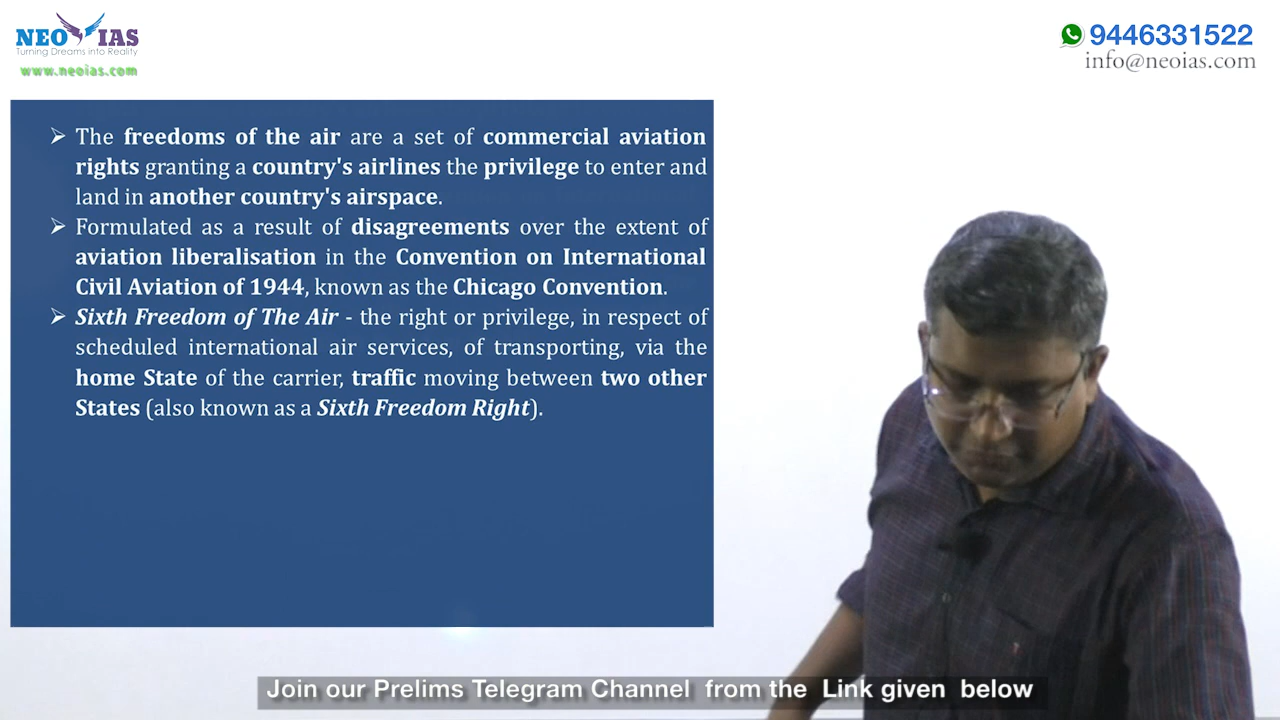 NEO IAS
Turning Dreams into Reality
www.neoias.com
9446331522
info@neoias.com
➢ The freedoms of the air are a set of commercial aviation
rights granting a country's airlines the privilege to enter and
land in another country's airspace.
➢ Formulated as a result of disagreements over the extent of
aviation liberalisation in the Convention on International
Civil Aviation of 1944, known as the Chicago Convention.
➢ Sixth Freedom of The Air - the right or privilege, in respect of
scheduled international air services, of transporting, via the
home State of the carrier, traffic moving between two other
States (also known as a Sixth Freedom Right).
Join our Prelims Telegram Channel from the Link given below